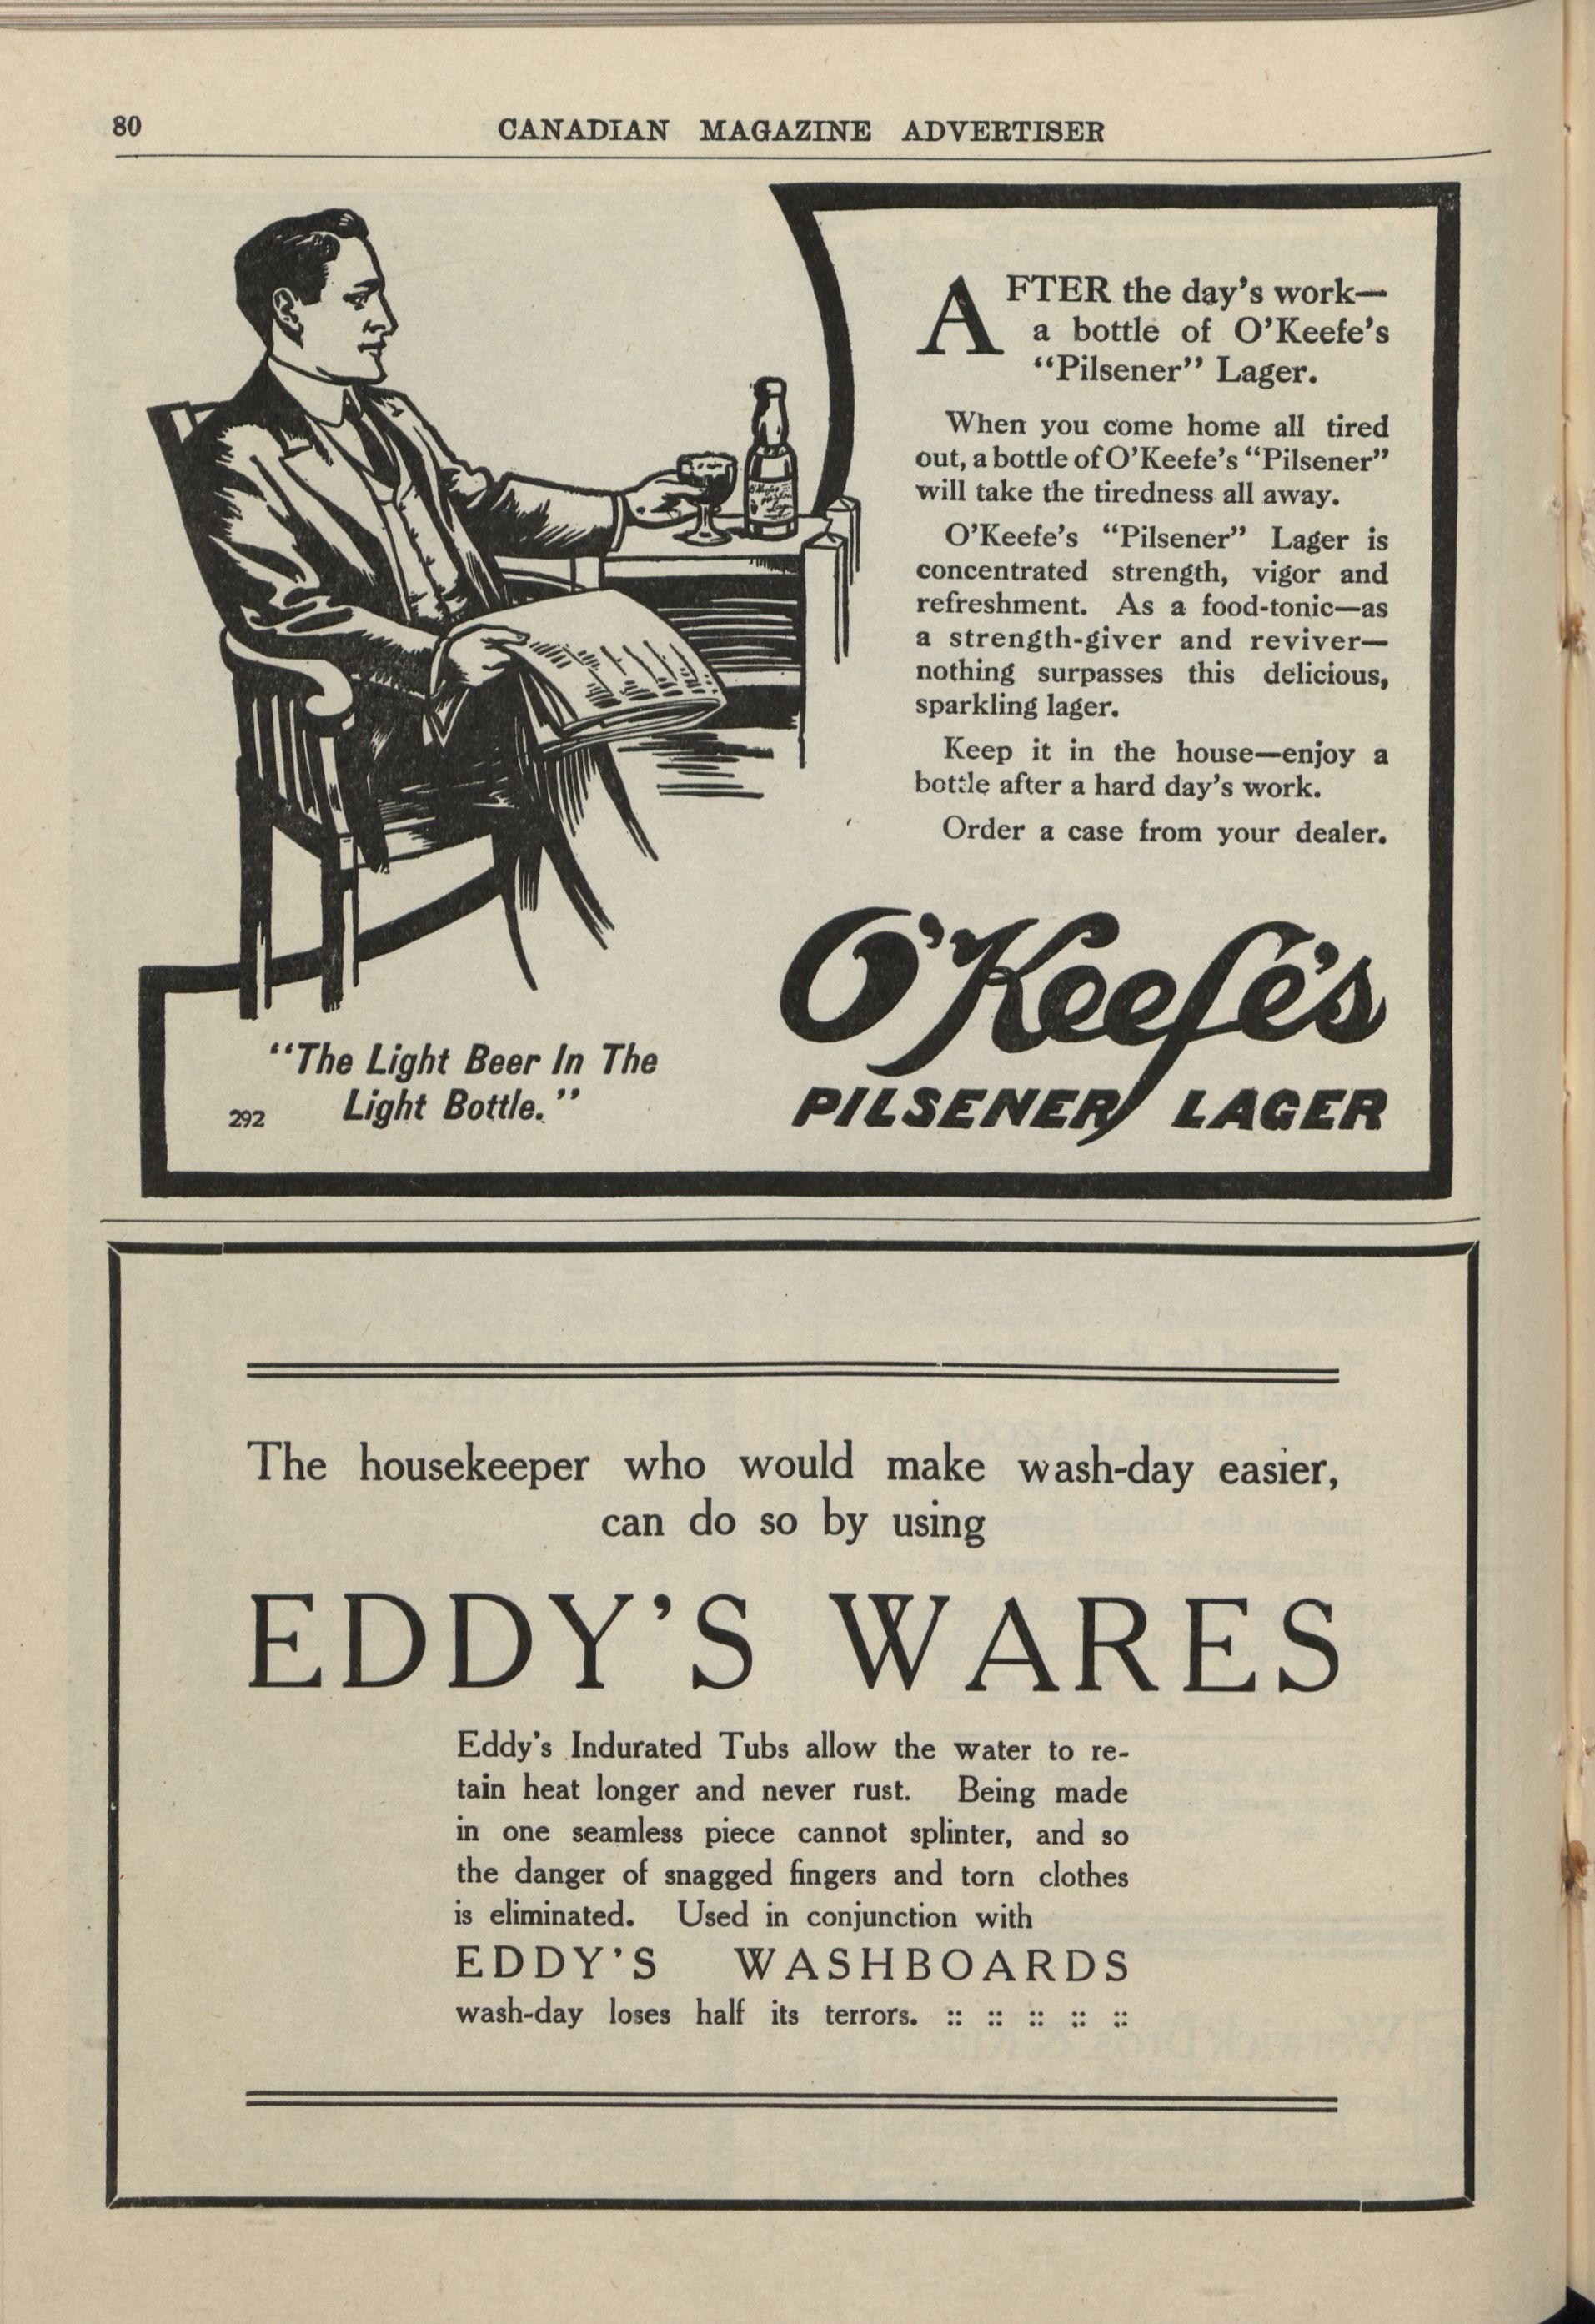 80
CANADIAN MAGAZINE ADVERTISER
AFTER the day's work—
a bottle of O'Keefe's
“Pilsener” Lager.
When you come home all tired
out, a bottle of O'Keefe's “Pilsener”
will take the tiredness all away.
O'Keefe's “Pilsener” Lager is
concentrated strength, vigor and
refreshment. As a food-tonic—as
a strength-giver and reviver—
nothing surpasses this delicious,
sparkling lager.
Keep it in the house—enjoy a
bottle after a hard day's work.
Order a case from your dealer.
O'Keefe's
PILSENER LAGER
“The Light Beer In The
Light Bottle.”
292
The housekeeper who would make wash-day easier,
can do so by using
EDDY'S WARES
Eddy's Indurated Tubs allow the water to re-
tain heat longer and never rust. Being made
in one seamless piece cannot splinter, and so
the danger of snagged fingers and torn clothes
is eliminated. Used in conjunction with
EDDY'S WASHBOARDS
wash-day loses half its terrors. :: :: :: :: ::